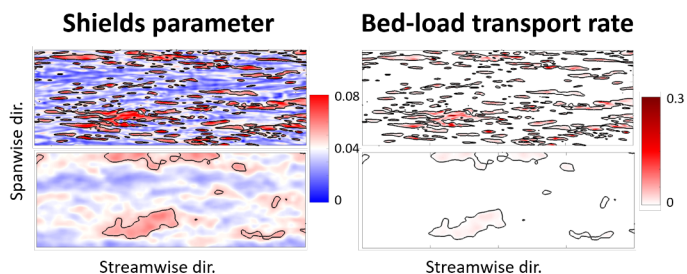 Shields parameter
Bed-load transport rate
Spanwise dir.
0.08
0.04
0
0.3
0
Streamwise dir.
Streamwise dir.